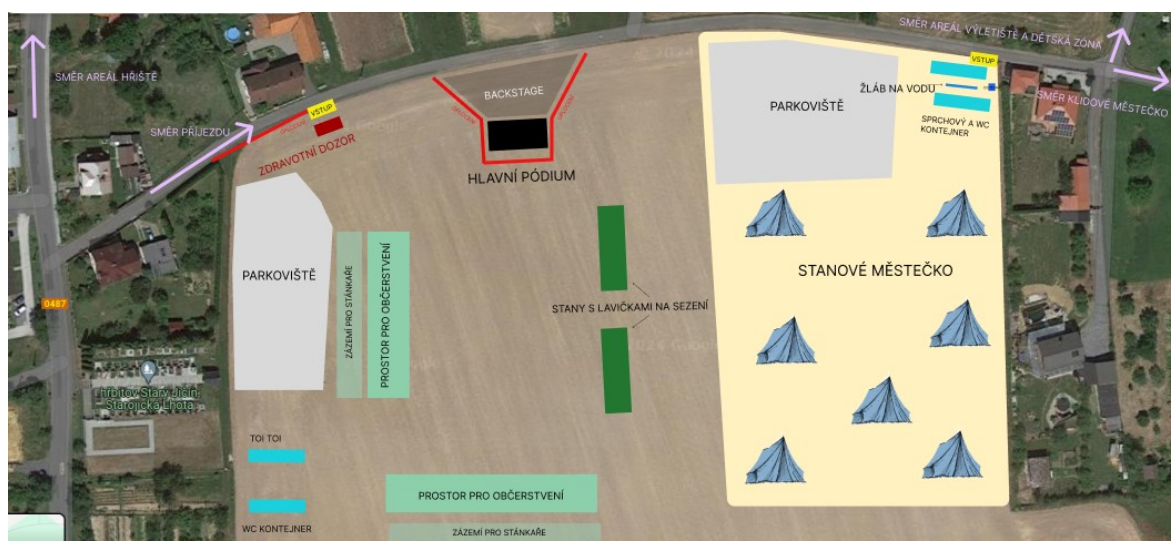 SMĚR AREÁL VÝLETIŠTĚ A DĚTSKÁ ZÓNA
SMĚR AREÁL HŘIŠTĚ
VSTUP
ŽLÁB NA VODU
SMĚR KLIDOVÉ MĚSTEČKO
BACKSTAGE
PARKOVIŠTĚ
VSTUP
SMĚR PŘÍJEZDU
SPRCHOVÝ A WC
KONTEJNER
ZDRAVOTNÍ DOZOR
HLAVNÍ PÓDIUM
PARKOVIŠTĚ
ZÁZEMÍ PRO STÁNKAŘE
PROSTOR PRO OBČERSTVENÍ
STANOVÉ MĚSTEČKO
0487
STANY S LAVIČKAMI NA SEZENÍ
Hřbitov Starý Jičín,
Starojická Lhota
TOI TOI
PROSTOR PRO OBČERSTVENÍ
WC KONTEJNER
ZÁZEMÍ PRO STÁNKAŘE